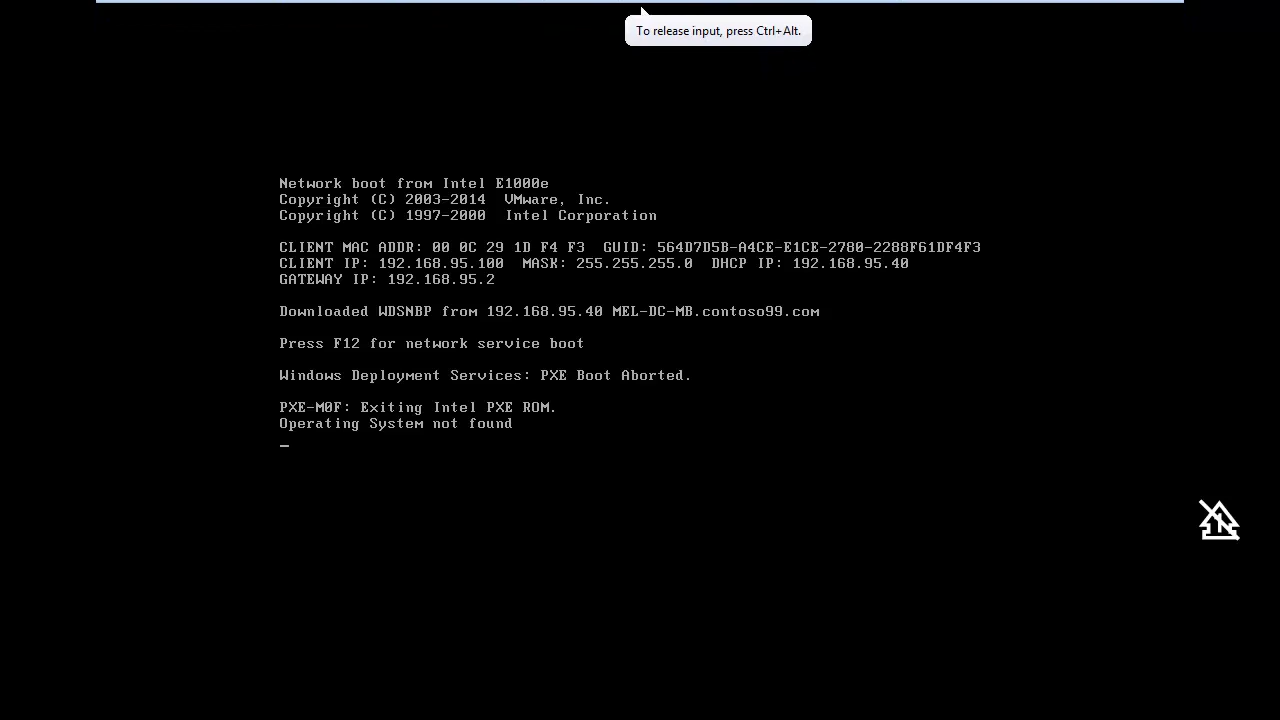 To release input, press Ctrl+Alt.
Network boot from Intel E1000e
Copyright (C) 2003-2014  VMware, Inc.
Copyright (C) 1997-2000  Intel Corporation
CLIENT MAC ADDR: 00 0C 29 1D F4 F3  GUID: 564D7D5B-A4CE-E1CE-2780-2288F61DF4F3
CLIENT IP: 192.168.95.100  MASK: 255.255.255.0  DHCP IP: 192.168.95.40
GATEWAY IP: 192.168.95.2
Downloaded WDSNBP from 192.168.95.40 MEL-DC-MB.contoso99.com
Press F12 for network service boot
Windows Deployment Services: PXE Boot Aborted.
PXE-M0F: Exiting Intel PXE ROM.
Operating System not found